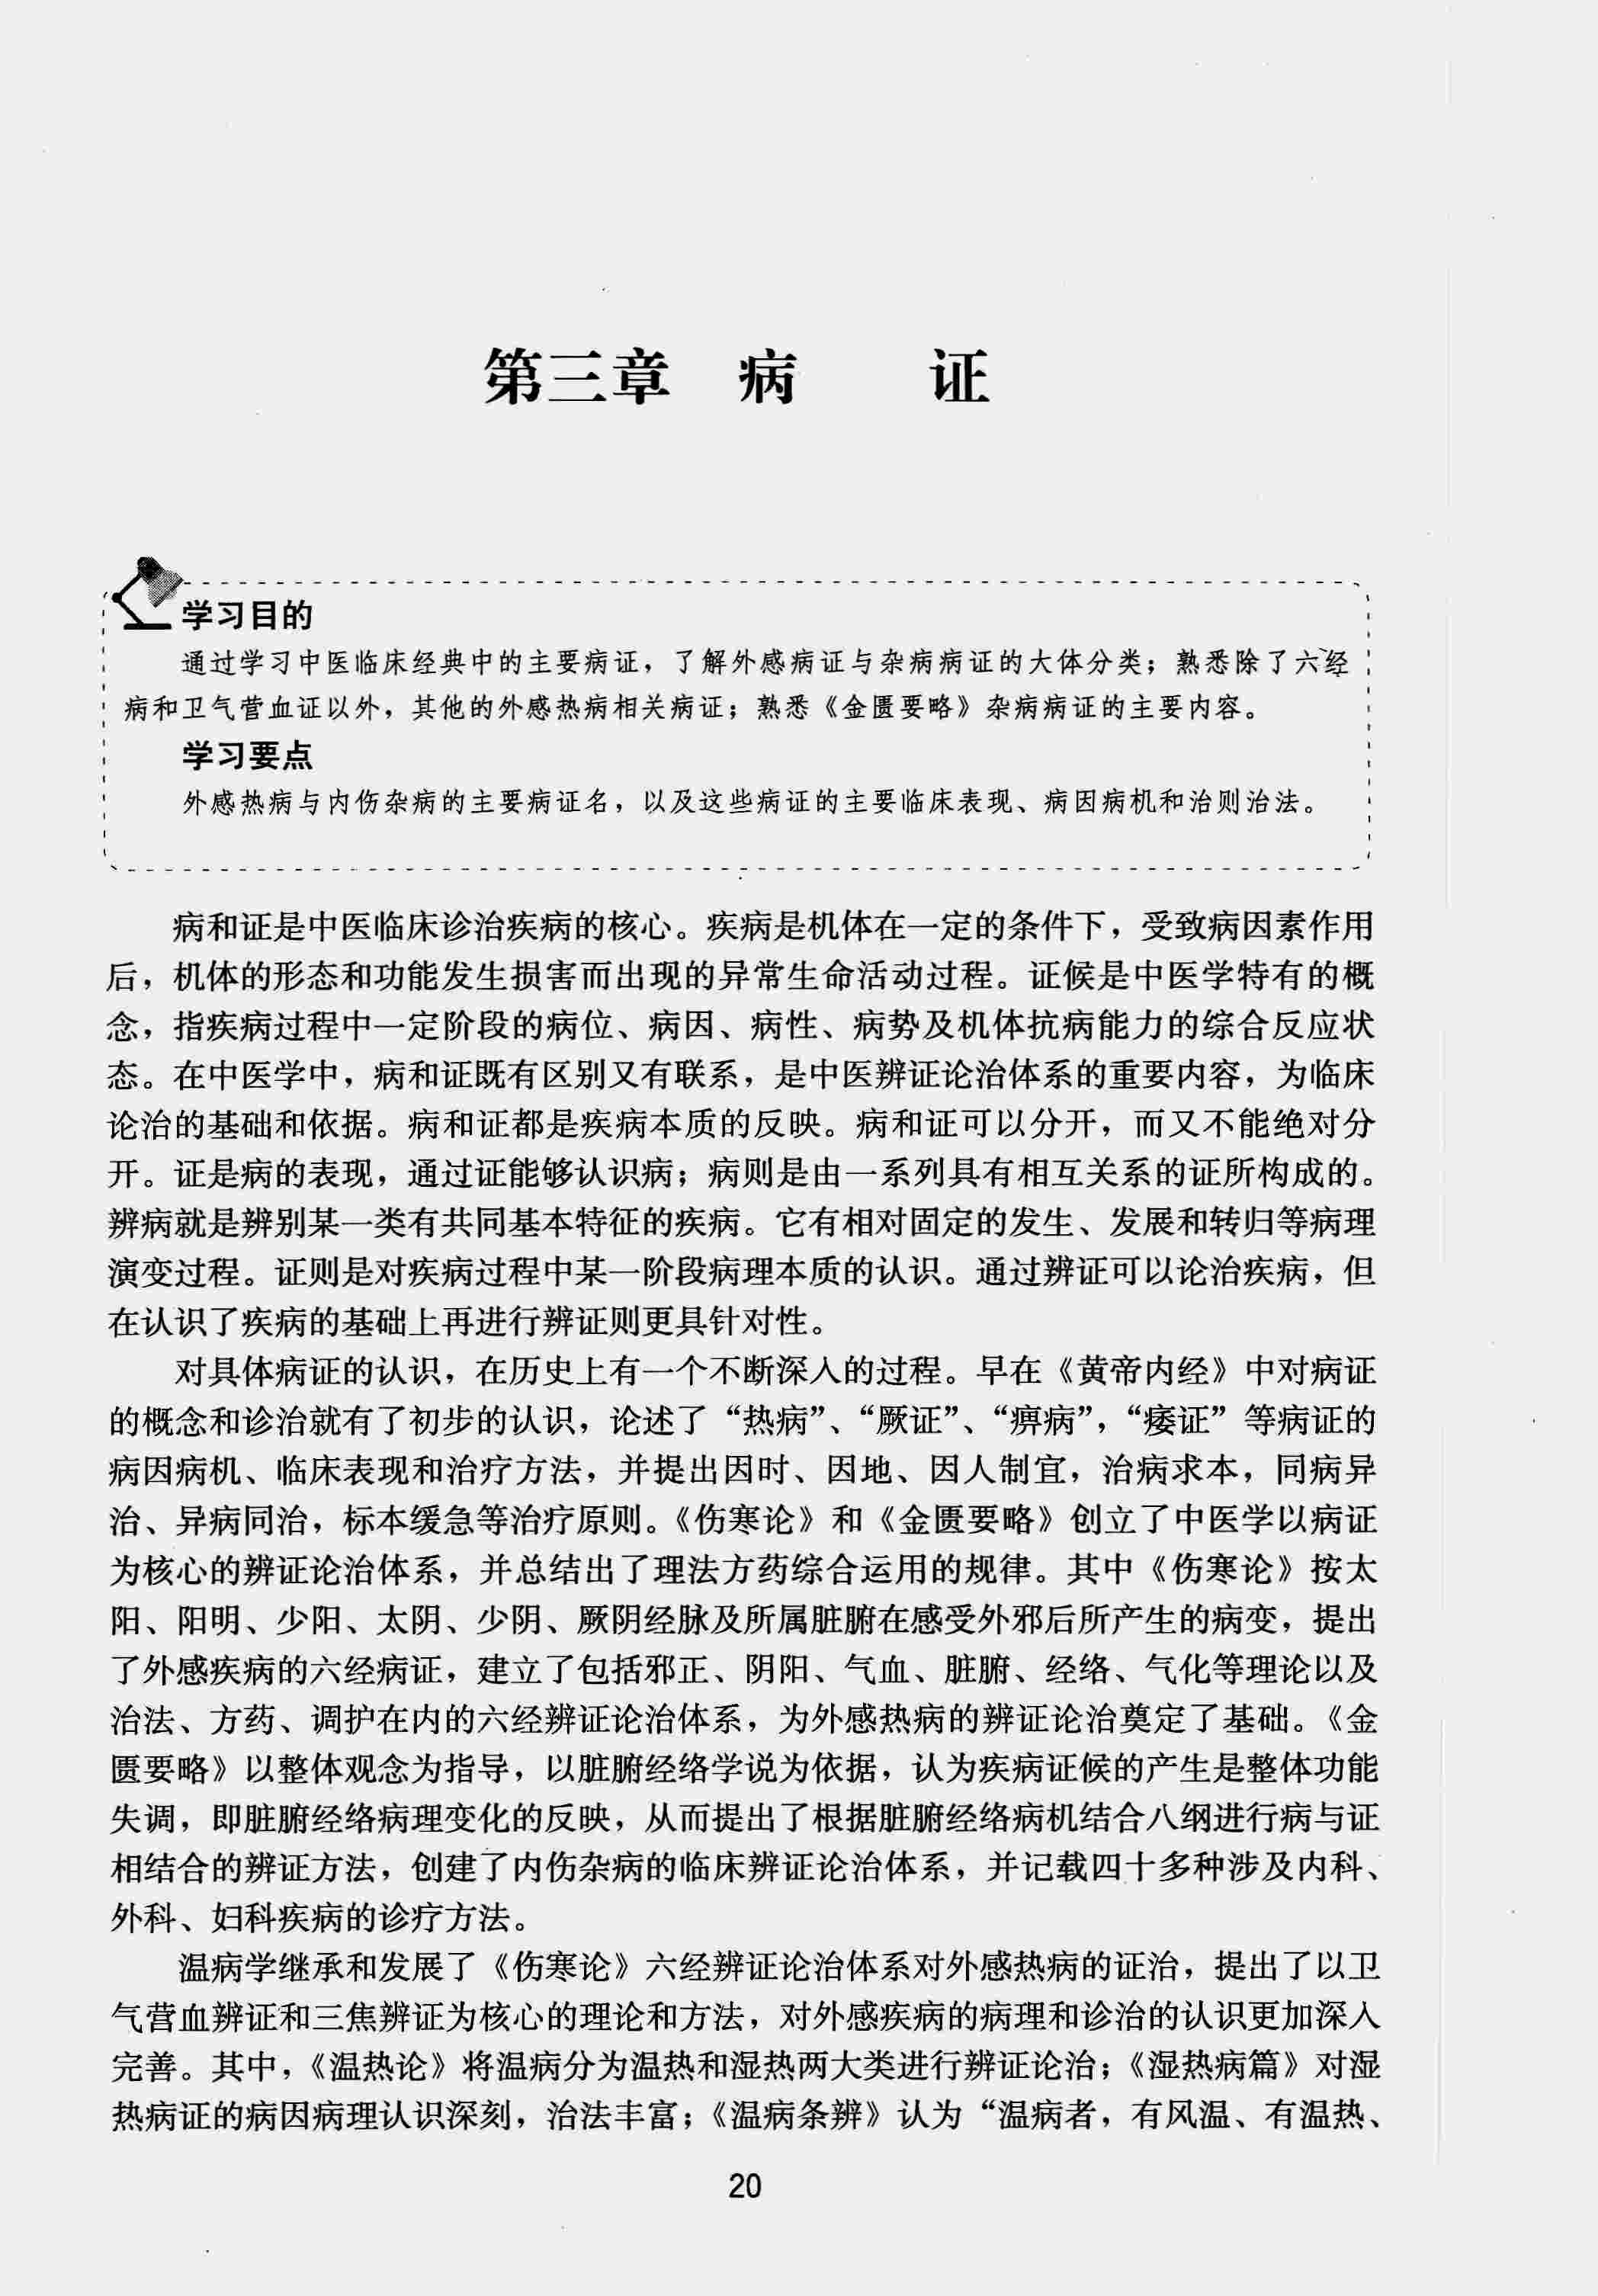 第三章 病 证
学习目的
通过学习中医临床经典中的主要病证，了解外感病证与杂病病证的大体分类；熟悉除了六经
病和卫气营血证以外，其他的外感热病相关病证；熟悉《金匮要略》杂病病证的主要内容。
学习要点
外感热病与内伤杂病的主要病证名，以及这些病证的主要临床表现、病因病机和治则治法。
病和证是中医临床诊治疾病的核心。疾病是机体在一定的条件下，受致病因素作用
后，机体的形态和功能发生损害而出现的异常生命活动过程。证候是中医学特有的概
念，指疾病过程中一定阶段的病位、病因、病性、病势及机体抗病能力的综合反应状
态。在中医学中，病和证既有区别又有联系，是中医辨证论治体系的重要内容，为临床
论治的基础和依据。病和证都是疾病本质的反映。病和证可以分开，而又不能绝对分
开。证是病的表现，通过证能够认识病；病则是由一系列具有相互关系的证所构成的。
辨病就是辨别某一类有共同基本特征的疾病。它有相对固定的发生、发展和转归等病理
演变过程。证则是对疾病过程中某一阶段病理本质的认识。通过辨证可以论治疾病，但
在认识了疾病的基础上再进行辨证则更具针对性。
对具体病证的认识，在历史上有一个不断深入的过程。早在《黄帝内经》中对病证
的概念和诊治就有了初步的认识，论述了“热病”、“厥证”、“痹病”，“痿证”等病证的
病因病机、临床表现和治疗方法，并提出因时、因地、因人制宜，治病求本，同病异
治、异病同治，标本缓急等治疗原则。《伤寒论》和《金匮要略》创立了中医学以病证
为核心的辨证论治体系，并总结出了理法方药综合运用的规律。其中《伤寒论》按太
阳、阳明、少阳、太阴、少阴、厥阴经脉及所属脏腑在感受外邪后所产生的病变，提出
了外感疾病的六经病证，建立了包括邪正、阴阳、气血、脏腑、经络、气化等理论以及
治法、方药、调护在内的六经辨证论治体系，为外感热病的辨证论治奠定了基础。《金
匮要略》以整体观念为指导，以脏腑经络学说为依据，认为疾病证候的产生是整体功能
失调，即脏腑经络病理变化的反映，从而提出了根据脏腑经络病机结合八纲进行病与证
相结合的辨证方法，创建了内伤杂病的临床辨证论治体系，并记载四十多种涉及内科、
外科、妇科疾病的诊疗方法。
温病学继承和发展了《伤寒论》六经辨证论治体系对外感热病的证治，提出了以卫
气营血辨证和三焦辨证为核心的理论和方法，对外感疾病的病理和诊治的认识更加深入
完善。其中，《温热论》将温病分为温热和湿热两大类进行辨证论治；《湿热病篇》对湿
热病证的病因病理认识深刻，治法丰富；《温病条辨》认为“温病者，有风温、有温热、
20